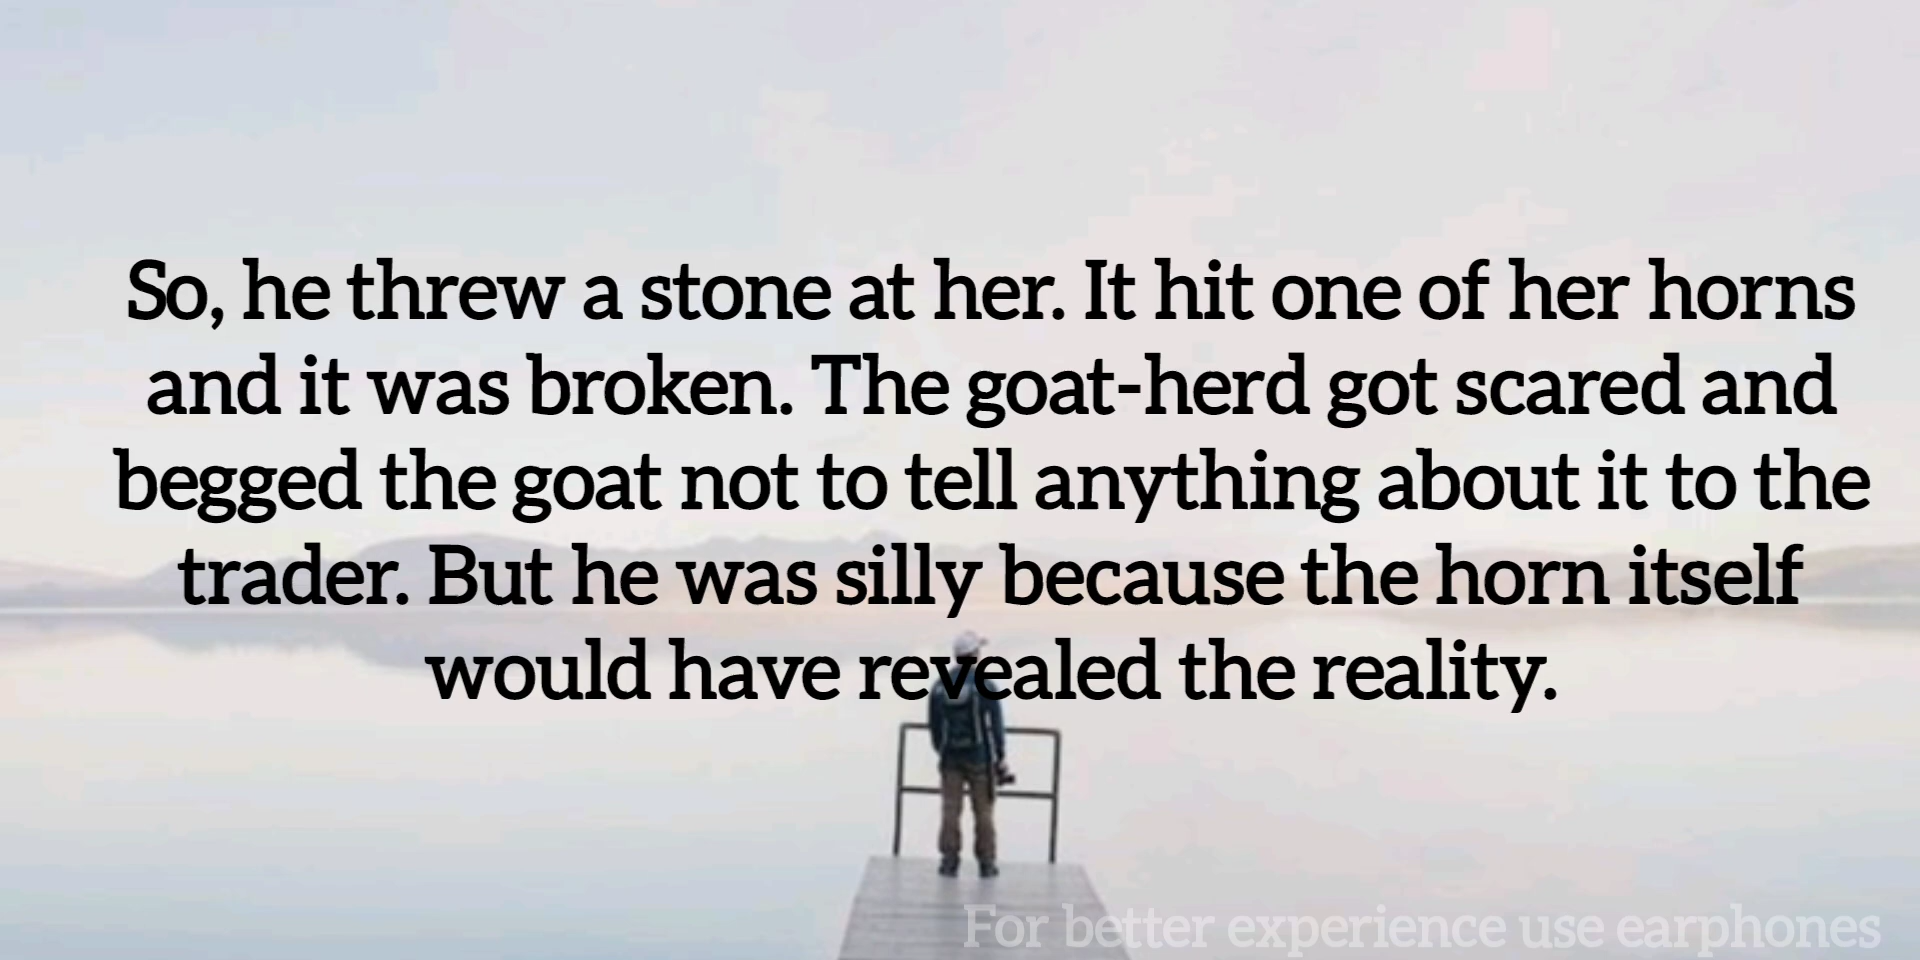 So, he threw a stone at her. It hit one of her horns
and it was broken. The goat-herd got scared and
begged the goat not to tell anything about it to the
trader. But he was silly because the horn itself
would have revealed the reality.
For better experience use earphones